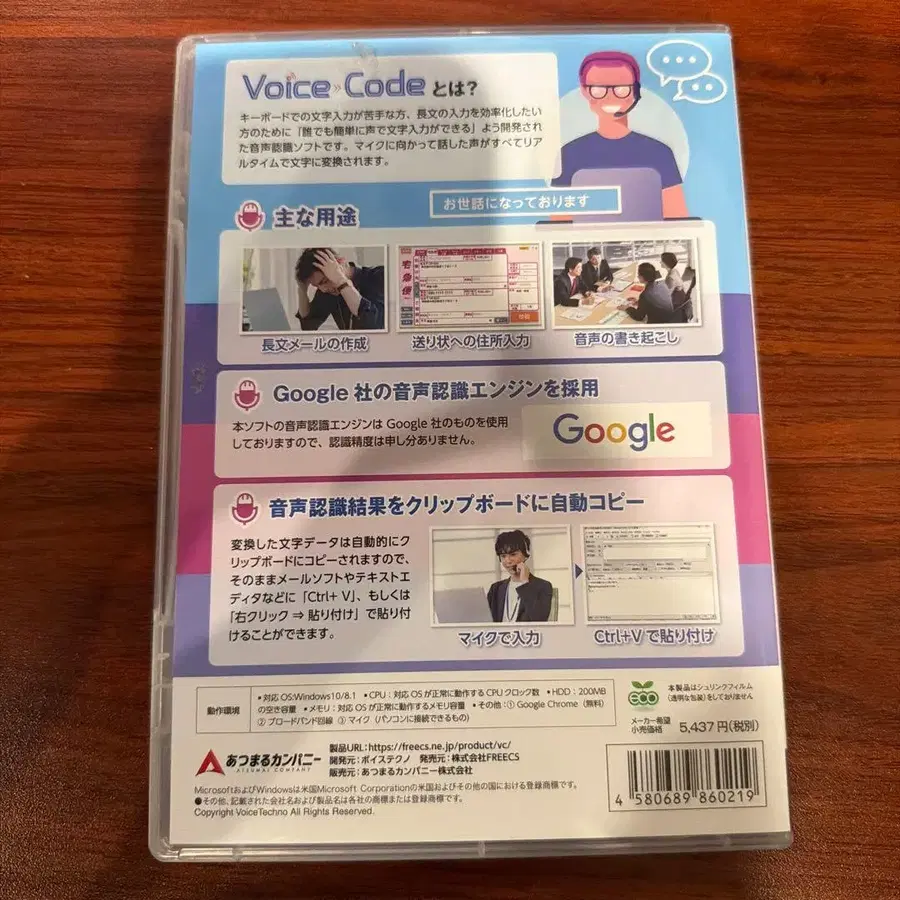 Voice Code とは？
キーボードでの文字入力が苦手な方、長文の入力を効率化したい
方のために「誰でも簡単に声で文字入力ができる」よう開発され
た音声認識ソフトです。マイクに向かって話した声がすべてリア
ルタイムで文字に変換されます。
お世話になっております
主な用途
長文メールの作成
送り状への住所入力
音声の書き起こし
Google 社の音声認識エンジンを採用
本ソフトの音声認識エンジンは Google 社のものを使用
しておりますので、認識精度は申し分ありません。
Google
音声認識結果をクリップボードに自動コピー
変換した文字データは自動的にク
リップボードにコピーされますので、
そのままメールソフトやテキストエ
ディタなどに「Ctrl+ V」、もしくは
「右クリック ⇒ 貼り付け」で貼り付
けることができます。
マイクで入力
Ctrl+V で貼り付け
動作環境
•対応 OS:Windows10/8.1 •CPU：対応 OS が正常に動作する CPU クロック数 •HDD：200MB
の空き容量 •メモリ：対応 OS が正常に動作するメモリ容量 •その他：① Google Chrome（無料）
② ブロードバンド回線 ③ マイク（パソコンに接続できるもの）
eco
本製品はシュリンクフィルム
（透明な包装）をしておりません
メーカー希望
小売価格
5,437 円（税別）
あつまるカンパニー
ATSUMAL COMPANY
製品URL：https://freecs.ne.jp/product/vc/
開発元：ボイステクノ 発売元：株式会社FREECS
販売元：あつまるカンパニー株式会社
MicrosoftおよびWindowsは米国Microsoft Corporationの米国およびその他の国における登録商標です。
●その他、記載された会社名および製品名は各社の商標または登録商標です。
Copyright VoiceTechno All Rights Reserved.
4 580689 860219